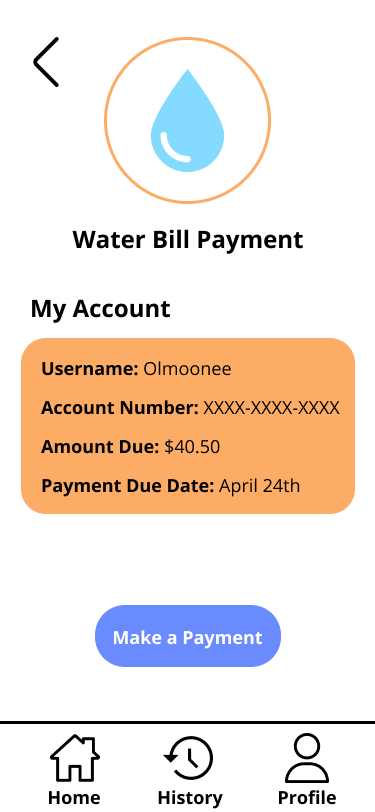 Water Bill Payment
My Account
Username: Olmoonee
Account Number: XXXX-XXXX-XXXX
Amount Due: $40.50
Payment Due Date: April 24th
Make a Payment
Home History Profile